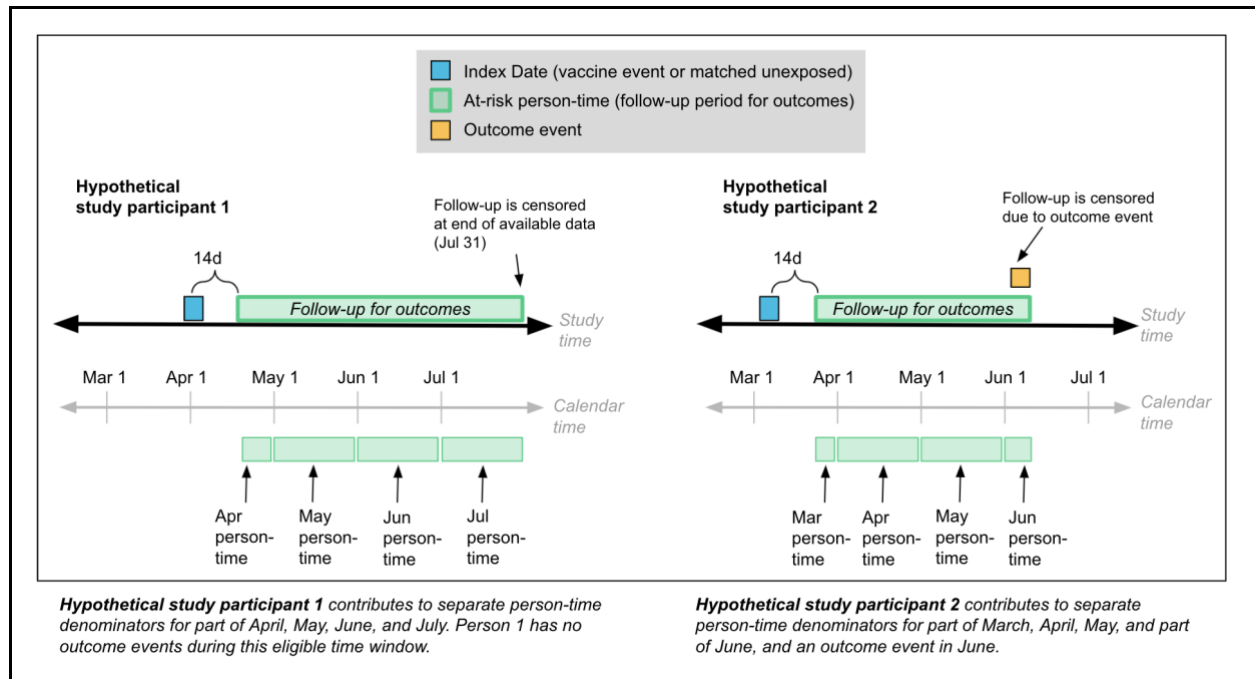 Index Date (vaccine event or matched unexposed)
At-risk person-time (follow-up period for outcomes)
Outcome event
Hypothetical
study participant 1
Follow-up is censored
at end of available data
(Jul 31)
14d
Follow-up for outcomes
Study
time
Mar 1
Apr 1
May 1
Jun 1
Jul 1
Calendar
time
Apr
person-
time
May
person-
time
Jun
person-
time
Jul
person-
time
Hypothetical
study participant 2
Follow-up is censored
due to outcome event
14d
Follow-up for outcomes
Study
time
Mar 1
Apr 1
May 1
Jun 1
Jul 1
Calendar
time
Mar
person-
time
Apr
person-
time
May
person-
time
Jun
person-
time
Hypothetical study participant 1 contributes to separate person-time
denominators for part of April, May, June, and July. Person 1 has no
outcome events during this eligible time window.
Hypothetical study participant 2 contributes to separate
person-time denominators for part of March, April, May, and part
of June, and an outcome event in June.